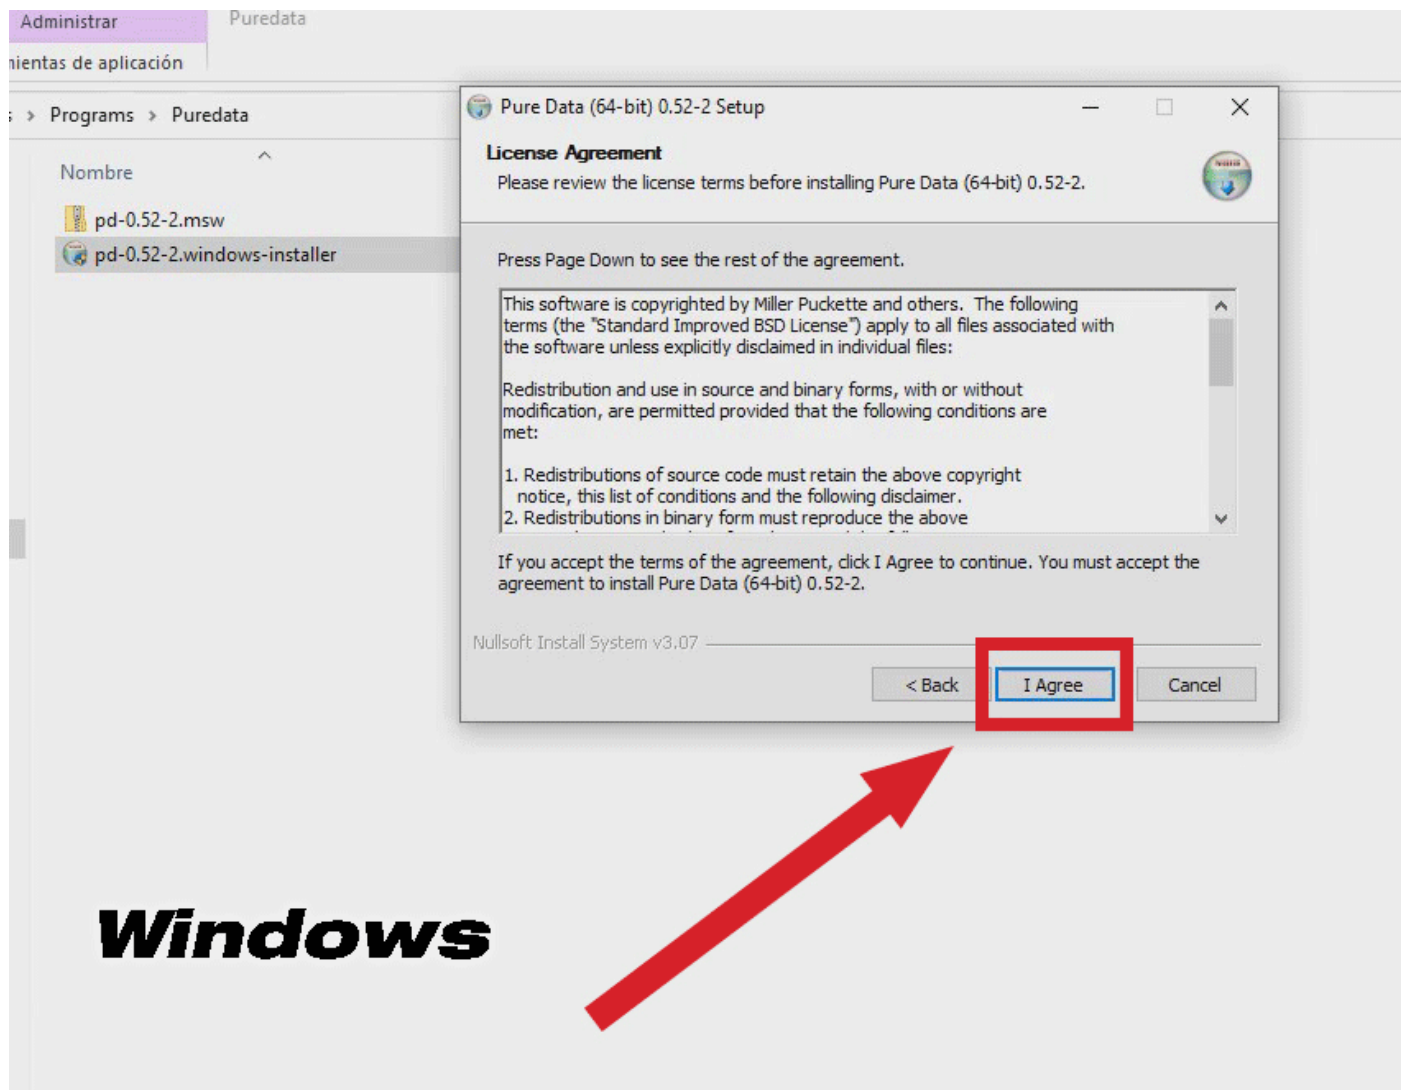 Administrar
Puredata
mientas de aplicación
Programs > Puredata
Nombre
pd-0.52-2.msw
pd-0.52-2.windows-installer
Pure Data (64-bit) 0.52-2 Setup
License Agreement
Please review the license terms before installing Pure Data (64-bit) 0.52-2.
Press Page Down to see the rest of the agreement.
This software is copyrighted by Miller Puckette and others.  The following
terms (the "Standard Improved BSD License") apply to all files associated with
the software unless explicitly disclaimed in individual files:
Redistribution and use in source and binary forms, with or without
modification, are permitted provided that the following conditions are
met:
1. Redistributions of source code must retain the above copyright
notice, this list of conditions and the following disclaimer.
2. Redistributions in binary form must reproduce the above
If you accept the terms of the agreement, click I Agree to continue. You must accept the
agreement to install Pure Data (64-bit) 0.52-2.
Nullsoft Install System v3.07
< Back
I Agree
Cancel
Windows